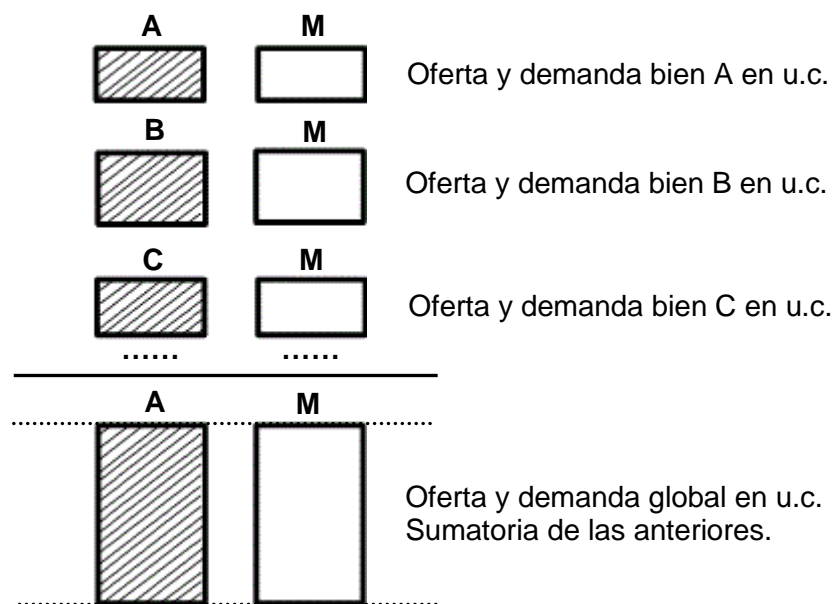 A M
Oferta y demanda bien A en u.c.
B M
Oferta y demanda bien B en u.c.
C M
Oferta y demanda bien C en u.c.
...... ......
A M
Oferta y demanda global en u.c.
Sumatoria de las anteriores.